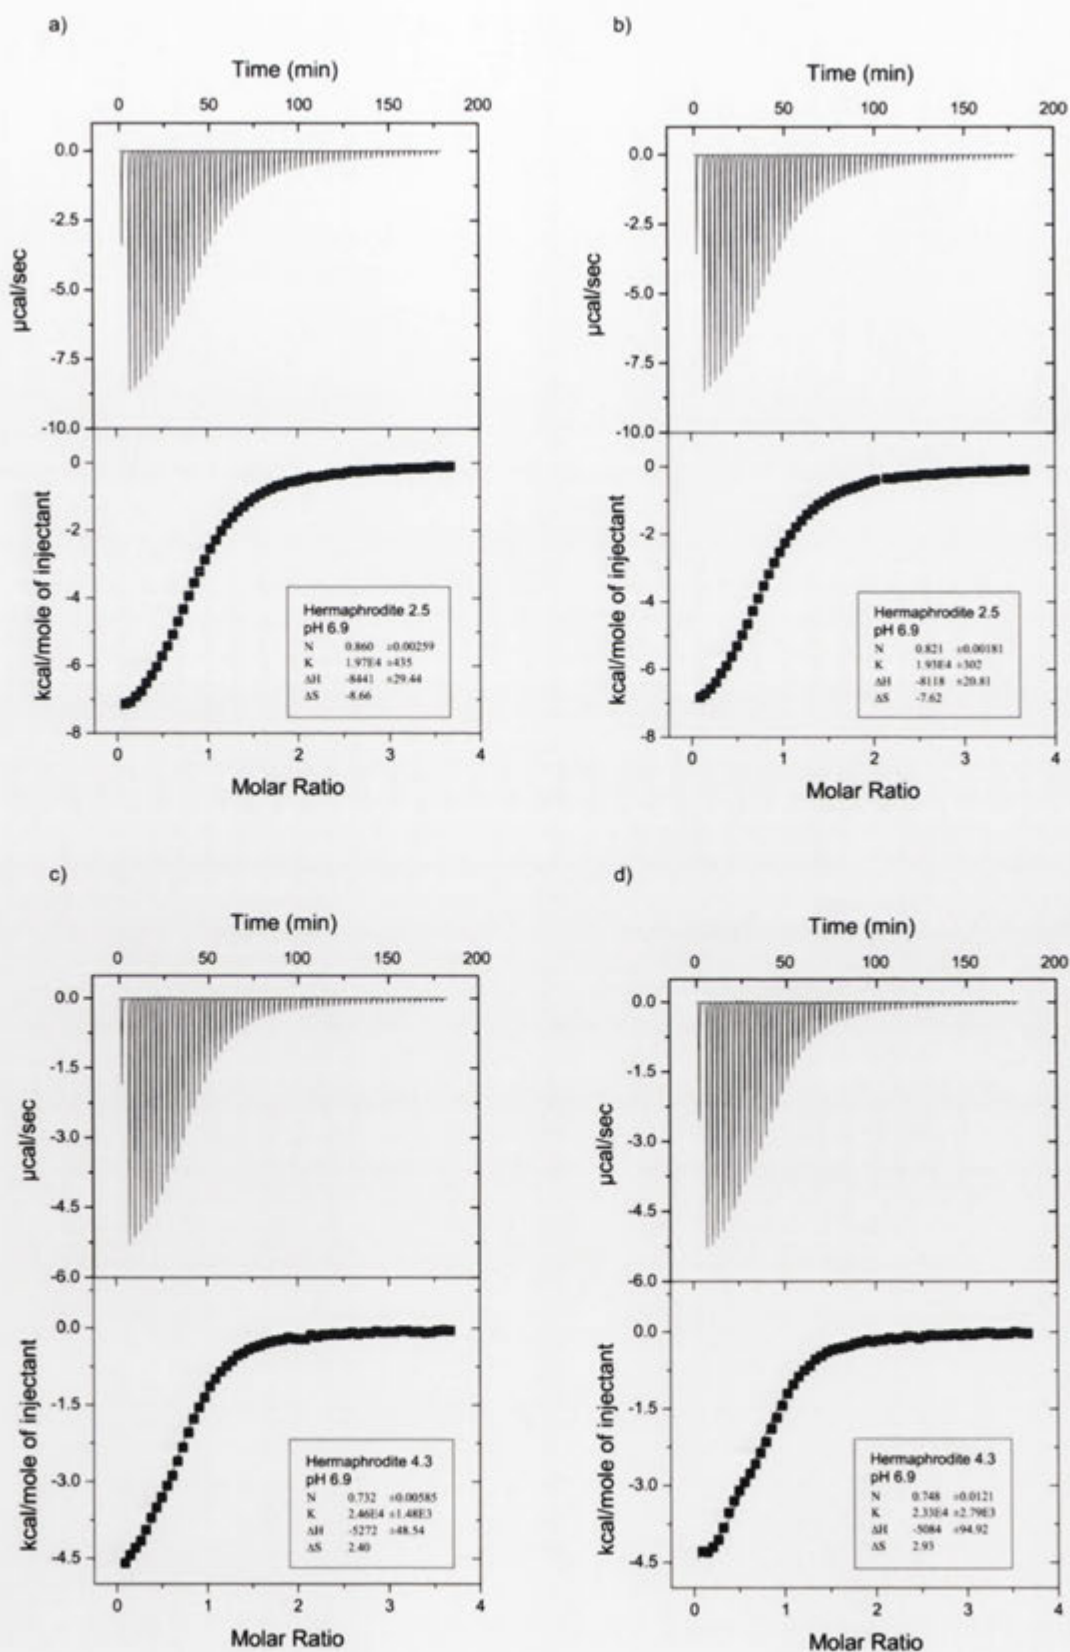 a)
Time (min)
0 50 100 150 200
0.0
-2.5
-5.0
-7.5
-10.0
µcal/sec
0
-2
-4
-6
-8
kcal/mole of injectant
Hermaphrodite 2.5
pH 6.9
N 0.860 ±0.00259
K 1.97E4 ±435
ΔH -8441 ±29.44
ΔS -8.66
0 1 2 3 4
Molar Ratio
b)
Time (min)
0 50 100 150 200
0.0
-2.5
-5.0
-7.5
-10.0
µcal/sec
0
-2
-4
-6
-8
kcal/mole of injectant
Hermaphrodite 2.5
pH 6.9
N 0.821 ±0.00181
K 1.93E4 ±302
ΔH -8118 ±20.81
ΔS -7.62
0 1 2 3 4
Molar Ratio
c)
Time (min)
0 50 100 150 200
0.0
-1.5
-3.0
-4.5
-6.0
µcal/sec
0.0
-1.5
-3.0
-4.5
kcal/mole of injectant
Hermaphrodite 4.3
pH 6.9
N 0.732 ±0.00585
K 2.46E4 ±1.48E3
ΔH -5272 ±48.54
ΔS 2.40
0 1 2 3 4
Molar Ratio
d)
Time (min)
0 50 100 150 200
0.0
-1.5
-3.0
-4.5
-6.0
µcal/sec
0.0
-1.5
-3.0
-4.5
kcal/mole of injectant
Hermaphrodite 4.3
pH 6.9
N 0.748 ±0.0121
K 2.33E4 ±2.79E3
ΔH -5084 ±94.92
ΔS 2.93
0 1 2 3 4
Molar Ratio